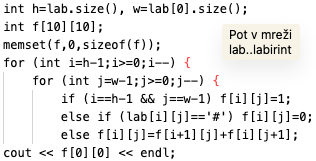 int h=lab.size(), w=lab[0].size();
int f[10][10];
memset(f,0,sizeof(f));
for (int i=h-1;i>=0;i--) {
    for (int j=w-1;j>=0;j--) {
        if (i==h-1 && j==w-1) f[i][j]=1;
        else if (lab[i][j]=='#') f[i][j]=0;
        else f[i][j]=f[i+1][j]+f[i][j+1];
cout << f[0][0] << endl;
Pot v mreži
lab..labirint